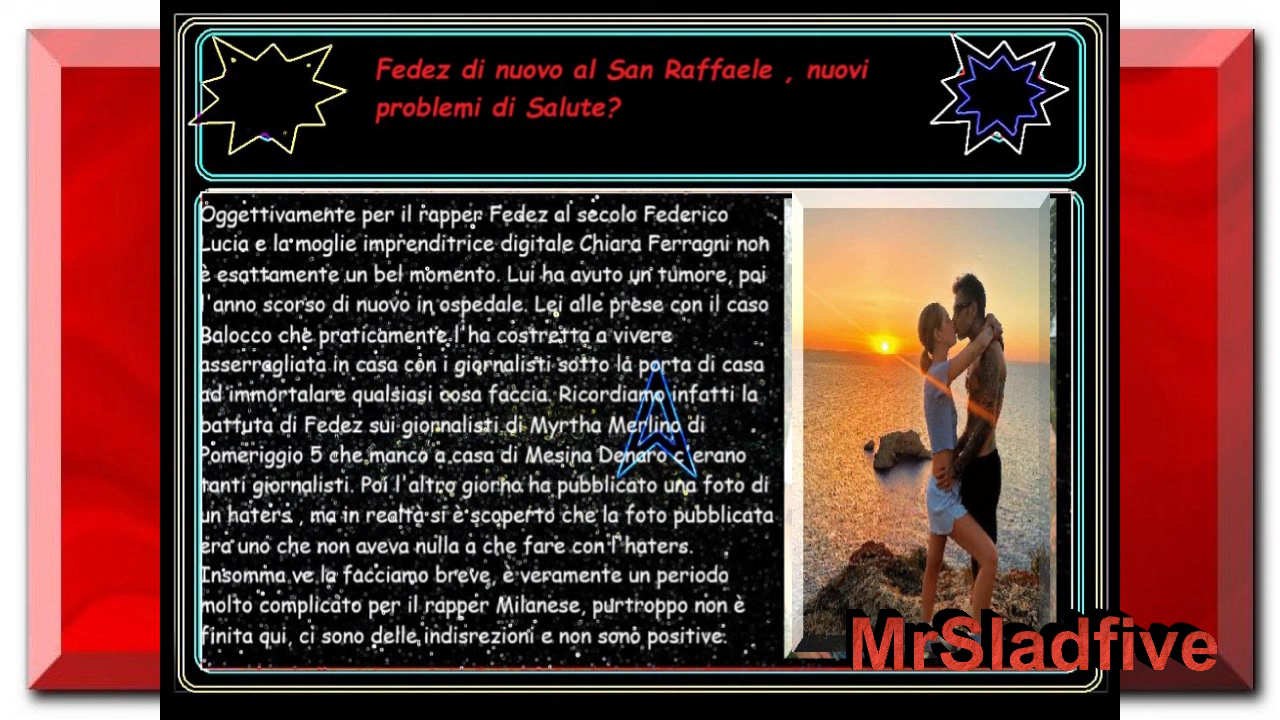 Fedez di nuovo al San Raffaele , nuovi
problemi di Salute?
Oggettivamente per il rapper Fedez al secolo Federico
Lucia e la moglie imprenditrice digitale Chiara Ferragni non
è esattamente un bel momento. Lui ha avuto un tumore, poi
l'anno scorso di nuovo in ospedale. Lei alle prese con il caso
Balocco che praticamente l'ha costretta a vivere
asserragliata in casa con i giornalisti sotto la porta di casa
ad immortalare qualsiasi cosa faccia. Ricordiamo infatti la
battuta di Fedez sui giornalisti di Myrtha Merlino di
Pomeriggio 5 che manco a casa di Mesina Denaro c'erano
tanti giornalisti. Poi l'altro giorno ha pubblicato una foto di
un haters , ma in realtà si è scoperto che la foto pubblicata
era uno che non aveva nulla a che fare con l'haters.
Insomma ve la facciamo breve, è veramente un periodo
molto complicato per il rapper Milanese, purtroppo non è
finita qui, ci sono delle indisrezioni e non sono positive.
MrSladfive